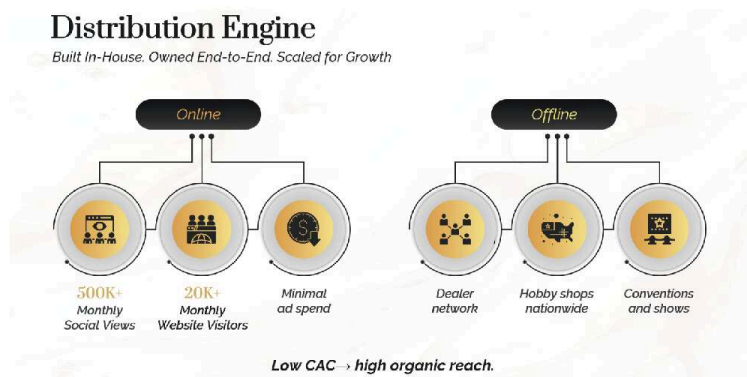 Distribution Engine
Built In-House. Owned End-to-End. Scaled for Growth
Online
500K+
Monthly
Social Views
20K+
Monthly
Website Visitors
Minimal
ad spend
Offline
Dealer
network
Hobby shops
nationwide
Conventions
and shows
Low CAC→ high organic reach.